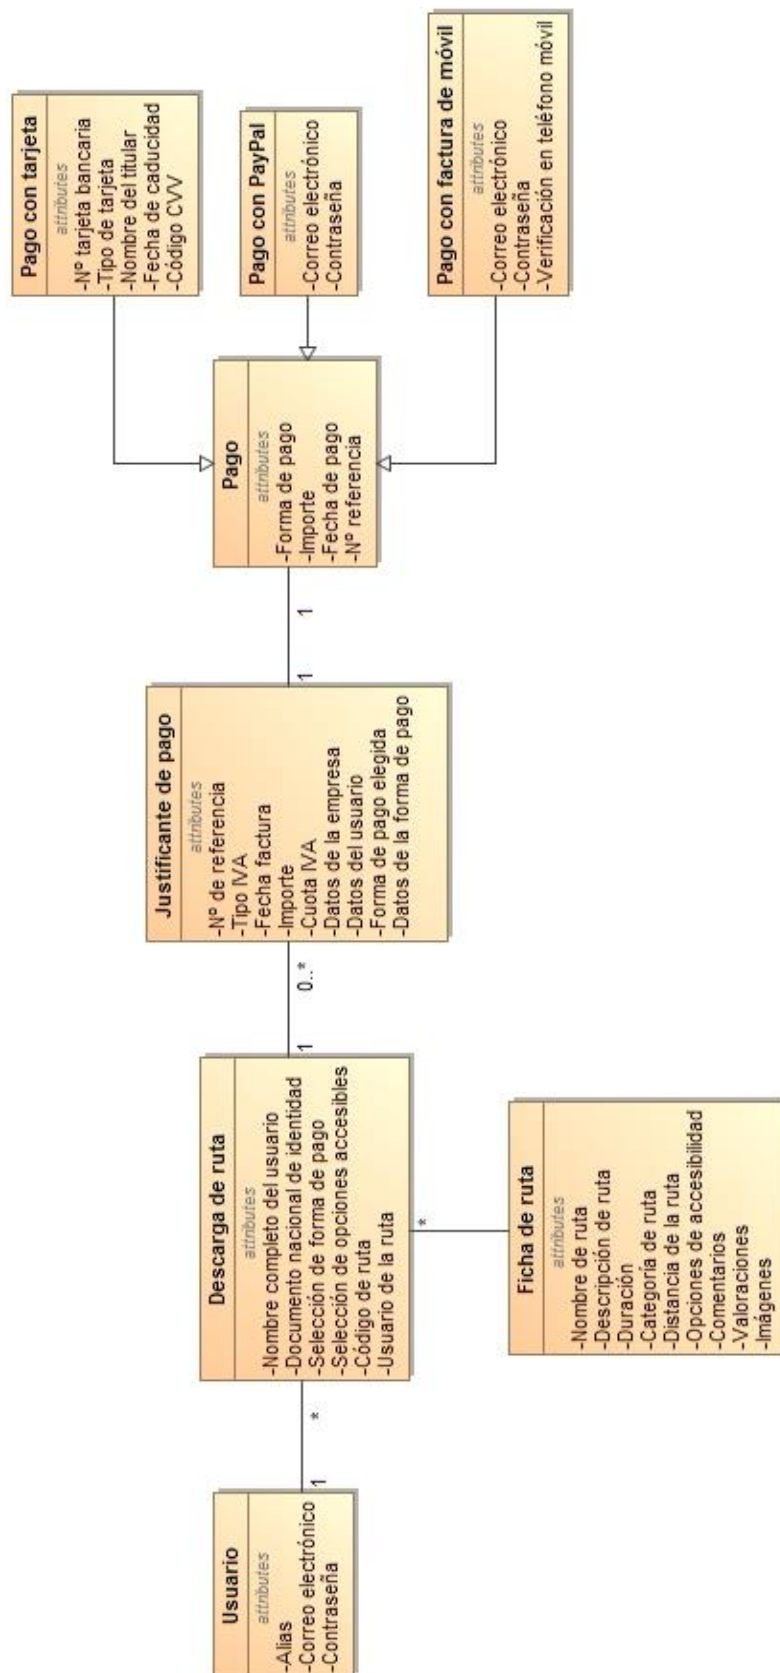 Usuario
attributes
-Alias
-Correo electrónico
-Contraseña
1
*
Descarga de ruta
attributes
-Nombre completo del usuario
-Documento nacional de identidad
-Selección de forma de pago
-Selección de opciones accesibles
-Código de ruta
-Usuario de la ruta
*
Ficha de ruta
attributes
-Nombre de ruta
-Descripción de ruta
-Duración
-Categoría de ruta
-Distancia de la ruta
-Opciones de accesibilidad
-Comentarios
-Valoraciones
-Imágenes
1
0..*
Justificante de pago
attributes
-Nº de referencia
-Tipo IVA
-Fecha factura
-Importe
-Cuota IVA
-Datos de la empresa
-Datos del usuario
-Forma de pago elegida
-Datos de la forma de pago
1
1
Pago
attributes
-Forma de pago
-Importe
-Fecha de pago
-Nº referencia
Pago con tarjeta
attributes
-Nº tarjeta bancaria
-Tipo de tarjeta
-Nombre del titular
-Fecha de caducidad
-Código CVV
Pago con PayPal
attributes
-Correo electrónico
-Contraseña
Pago con factura de móvil
attributes
-Correo electrónico
-Contraseña
-Verificación en teléfono móvil